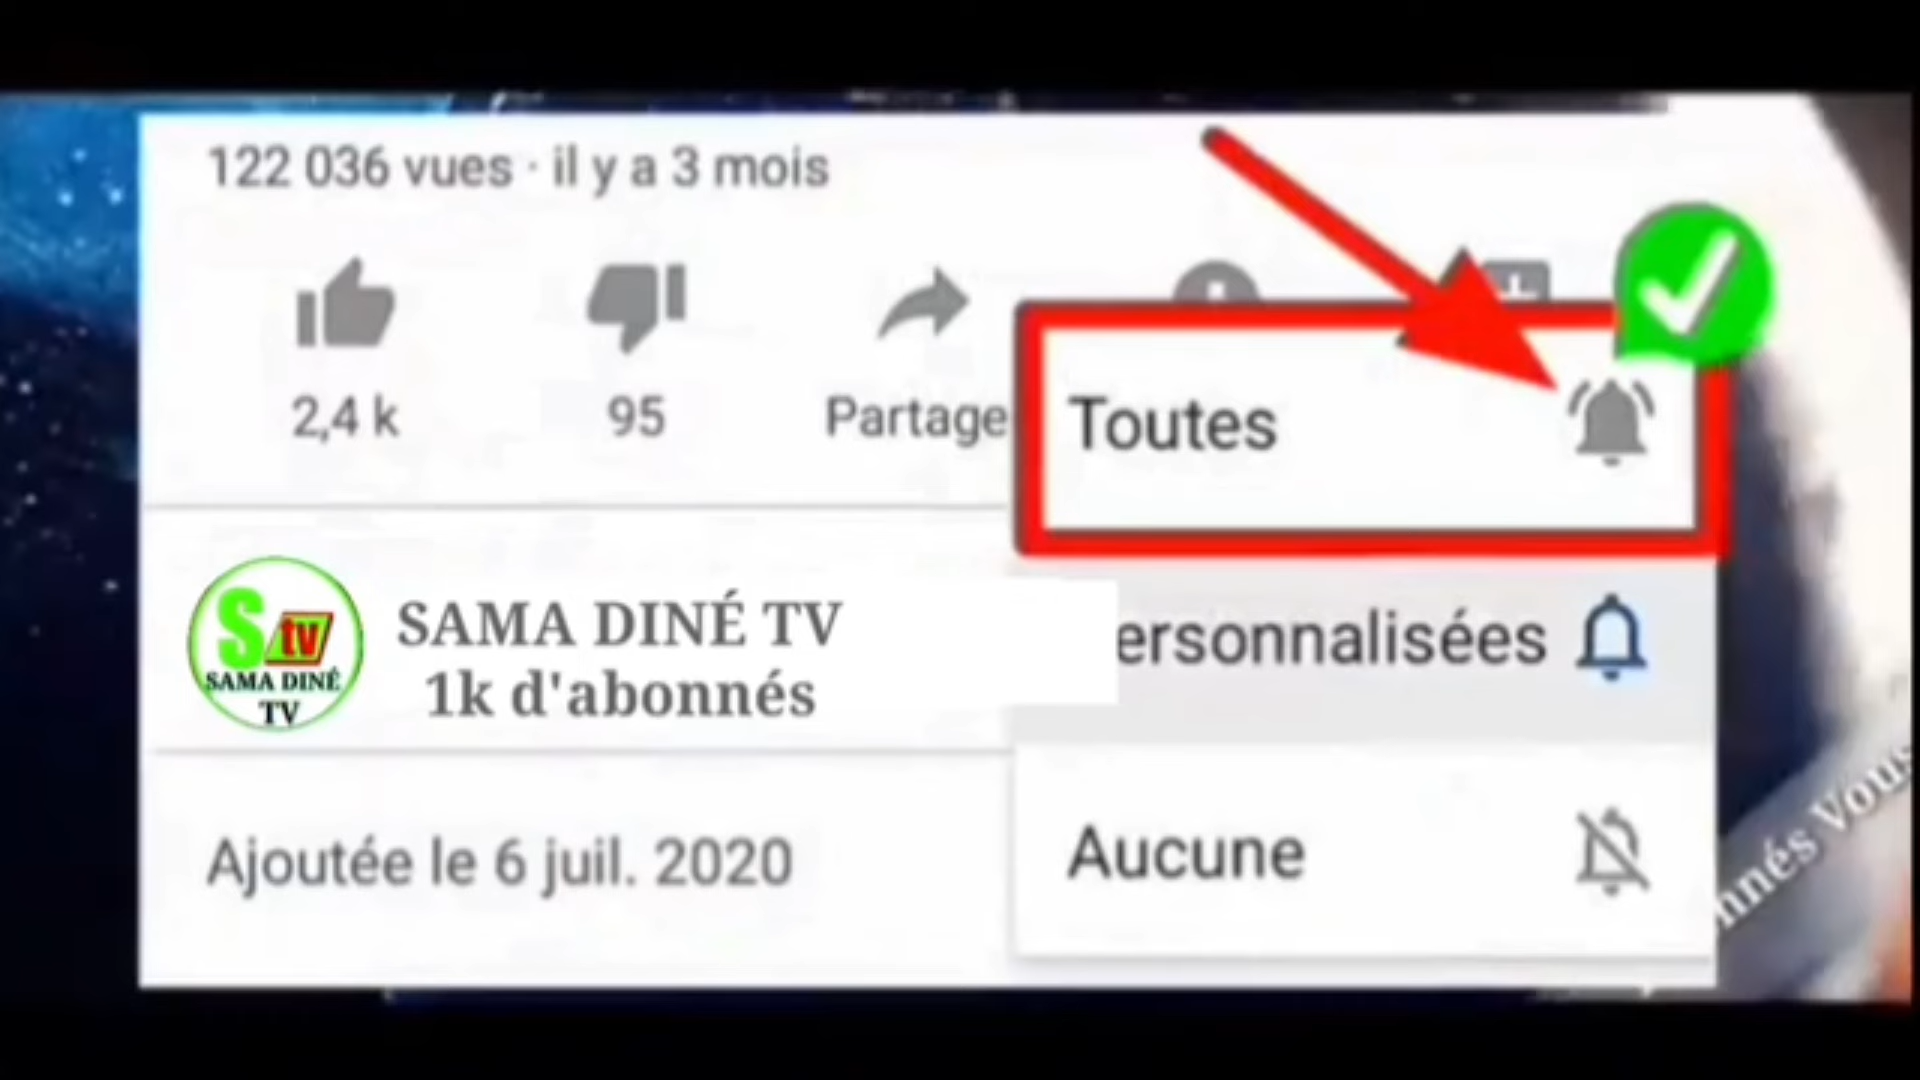 122 036 vues · il y a 3 mois
2,4 k
95
Partage
Toutes
S tv
SAMA DINÉ
TV
SAMA DINÉ TV
1k d'abonnés
ersonnalisées
Ajoutée le 6 juil. 2020
Aucune
nnés Vous